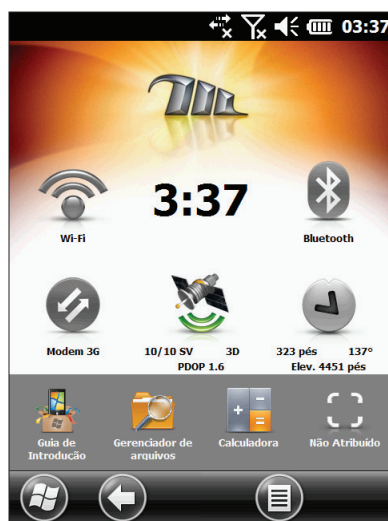 03:37
3:37
Wi-Fi
Bluetooth
Modem 3G
10/10 SV 3D
PDOP 1.6
323 pés 137°
Elev. 4451 pés
Guia de
Introdução
Gerenciador de
arquivos
Calculadora
Não Atribuído